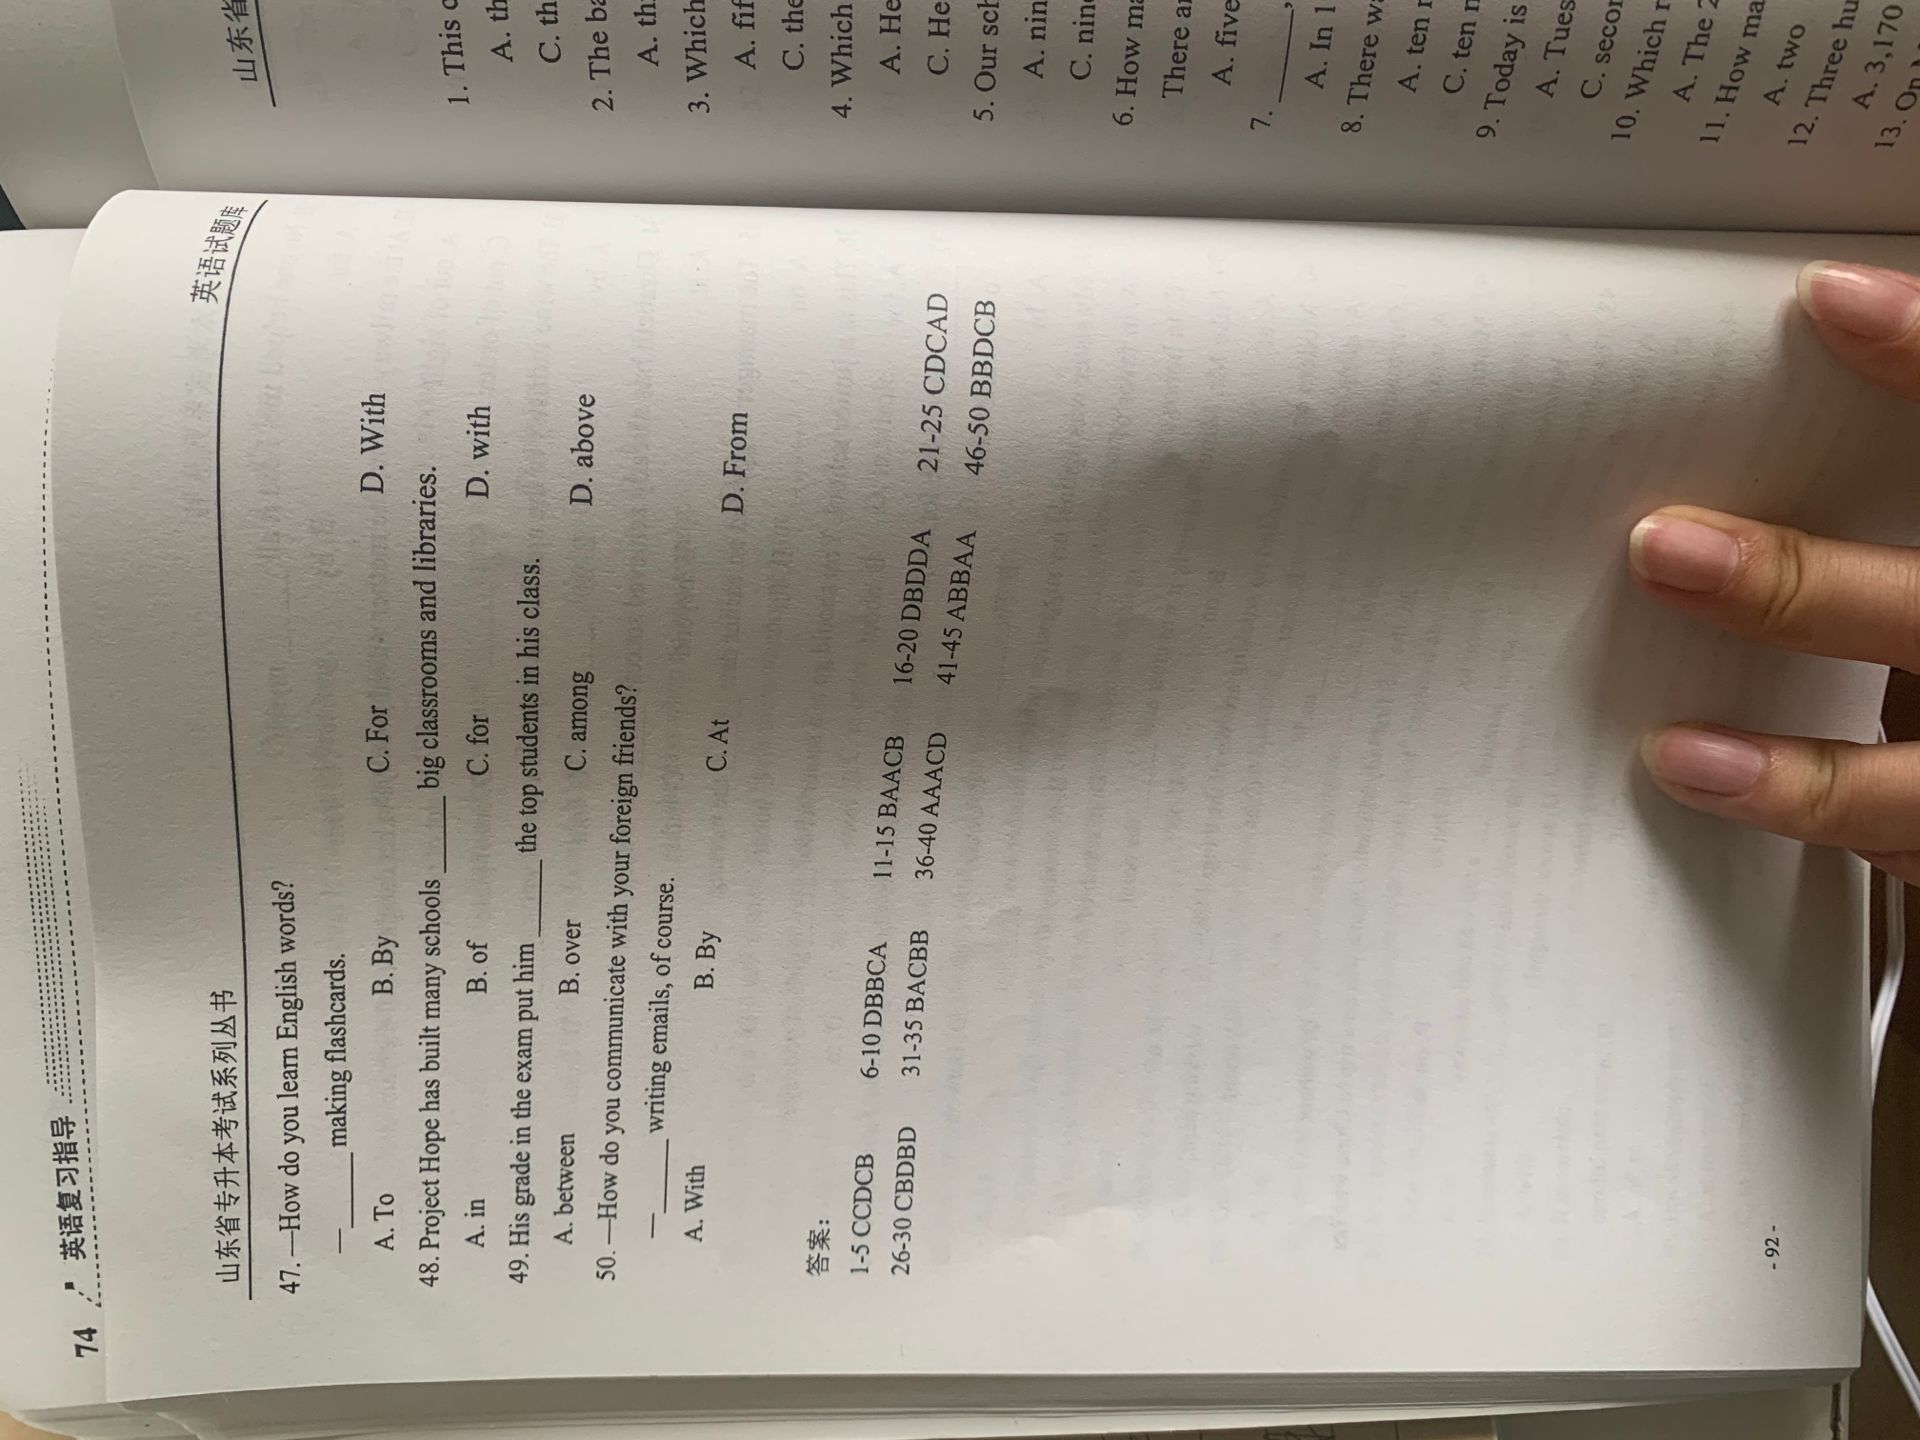 74 英语复习指导
山东省专升本考试系列丛书 英语试题库
47. —How do you learn English words?
— _____ making flashcards.
A. To B. By C. For D. With
48. Project Hope has built many schools _____ big classrooms and libraries.
A. in B. of C. for D. with
49. His grade in the exam put him _____ the top students in his class.
A. between B. over C. among D. above
50. —How do you communicate with your foreign friends?
— _____ writing emails, of course.
A. With B. By C. At D. From
答案：
1-5 CCDCB 6-10 DBBCA 11-15 BAACB 16-20 DBDDA 21-25 CDCAD
26-30 CBDBD 31-35 BACBB 36-40 AAACD 41-45 ABBAA 46-50 BBDCB
- 92 -
山东省
1. This
A. th
C. th
2. The ba
A. th
3. Which
A. fif
C. the
4. Which
A. He
C. He
5. Our sch
A. nin
C. nine
6. How ma
There a
A. five
7. _____,
A. In 1
8. There w
A. ten
C. ten
9. Today is
A. Tues
C. secon
10. Which
A. The
11. How ma
A. two
12. Three hu
A. 3,170
13. On